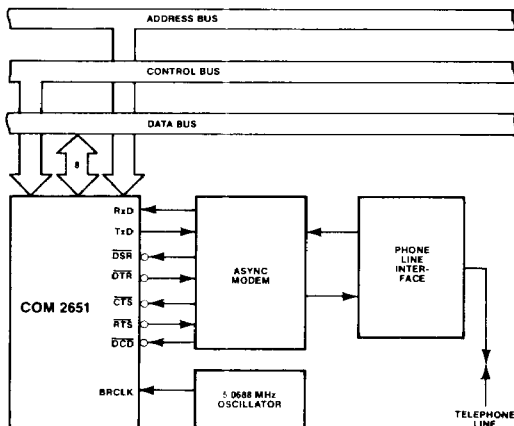 ADDRESS BUS
CONTROL BUS
DATA BUS
8
COM 2651
RxD
TxD
DSR
DTR
CTS
RTS
DCD
BRCLK
ASYNC
MODEM
PHONE
LINE
INTER-
FACE
5.0688 MHz
OSCILLATOR
TELEPHONE
LINE